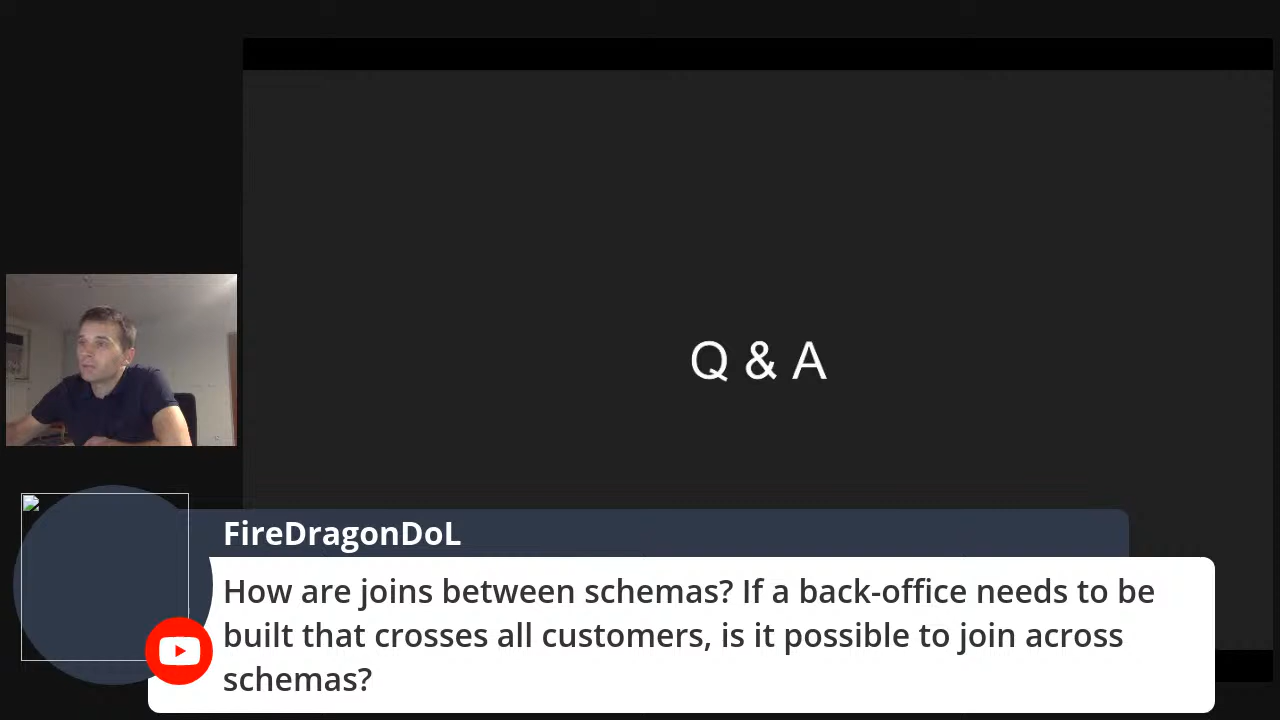 Q & A
FireDragonDoL
How are joins between schemas? If a back-office needs to be
built that crosses all customers, is it possible to join across
schemas?